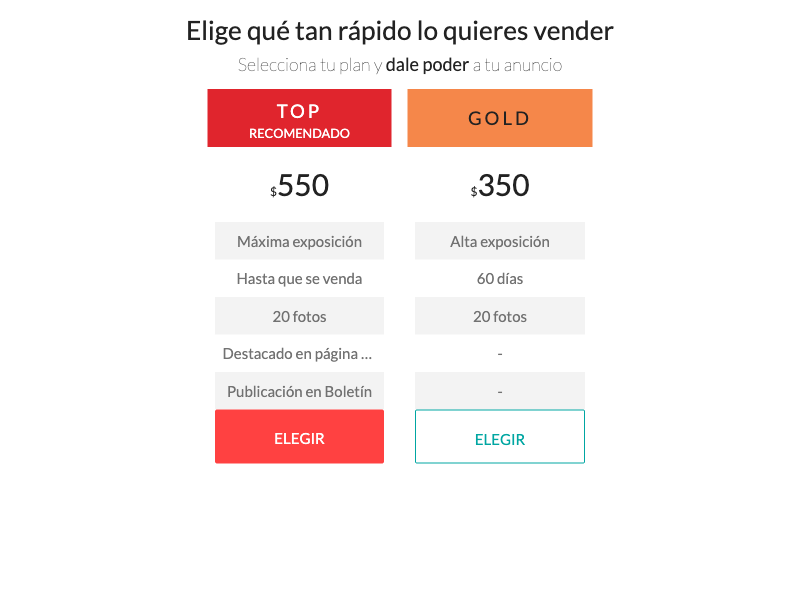 Elige qué tan rápido lo quieres vender
Selecciona tu plan y dale poder a tu anuncio
TOP
RECOMENDADO
$550
Máxima exposición
Hasta que se venda
20 fotos
Destacado en página ...
Publicación en Boletín
ELEGIR
GOLD
$350
Alta exposición
60 días
20 fotos
-
-
ELEGIR